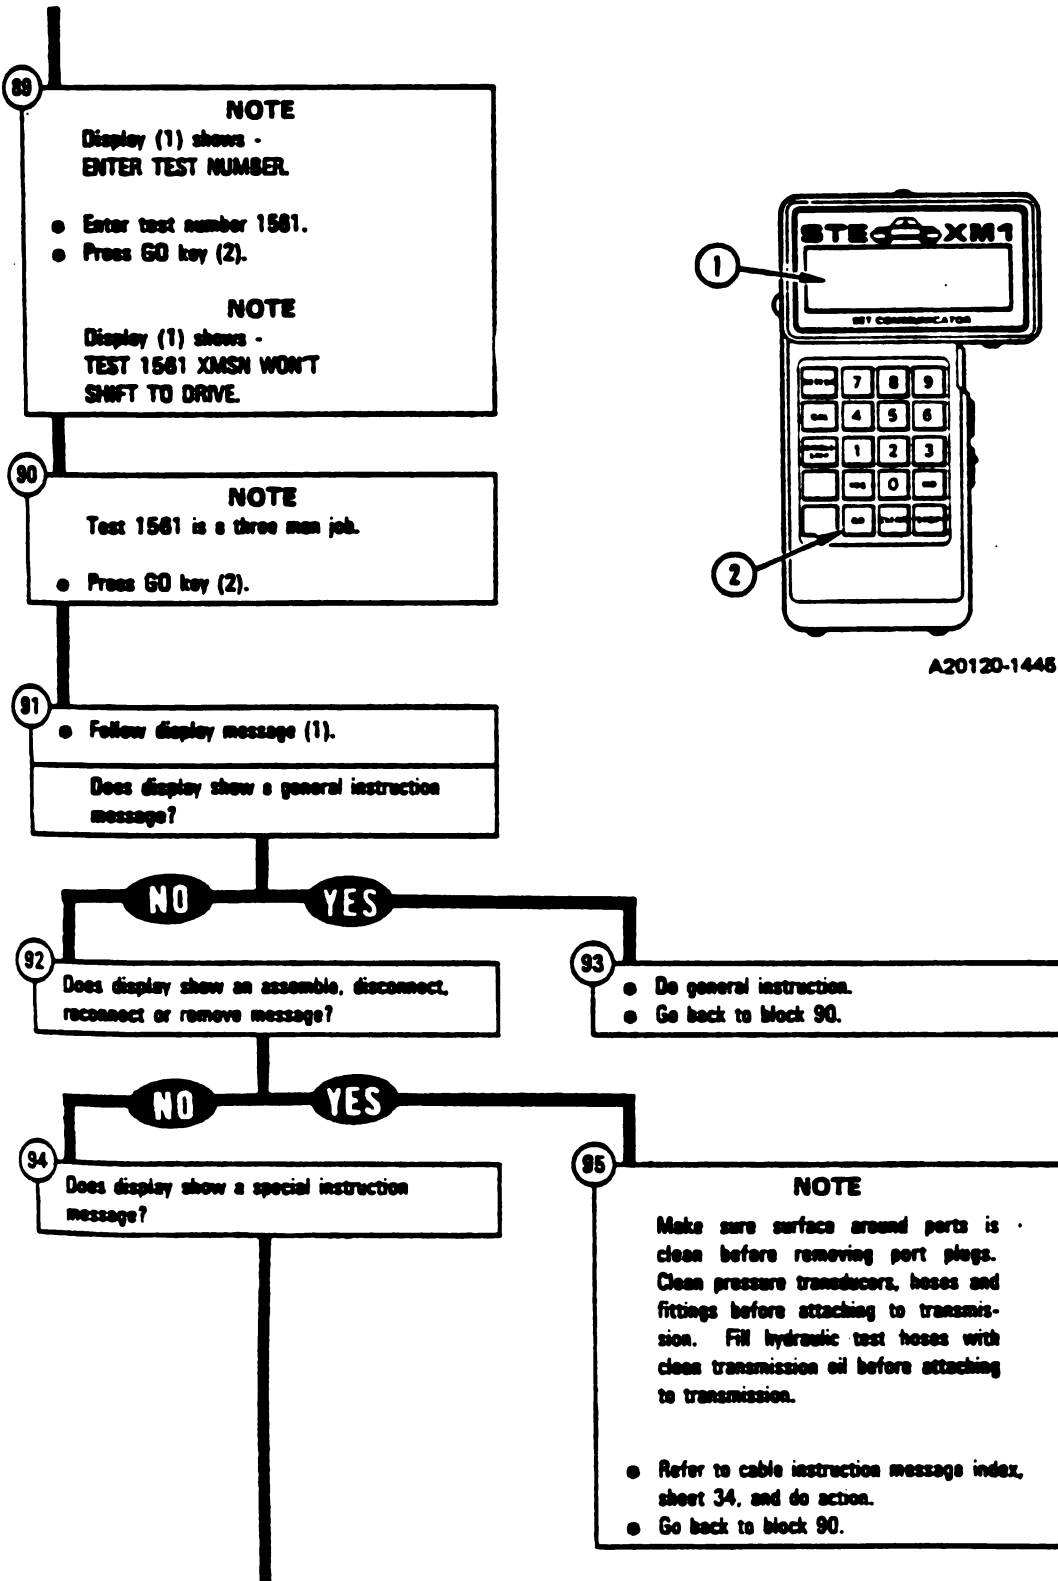 89
NOTE
Display (1) shows -
ENTER TEST NUMBER.
● Enter test number 1561.
● Press GO key (2).
NOTE
Display (1) shows -
TEST 1561 XMSN WON'T
SHIFT TO DRIVE.
90
NOTE
Test 1561 is a three man job.
● Press GO key (2).
91
● Follow display message (1).
Does display show a general instruction
message?
NO
YES
92
Does display show an assemble, disconnect,
reconnect or remove message?
93
● Do general instruction.
● Go back to block 90.
NO
YES
94
Does display show a special instruction
message?
95
NOTE
Make sure surface around ports is
clean before removing port plugs.
Clean pressure transducers, hoses and
fittings before attaching to transmis-
sion. Fill hydraulic test hoses with
clean transmission oil before attaching
to transmission.
● Refer to cable instruction message index,
sheet 34, and do action.
● Go back to block 90.
1
STE XM1
SET COMMUNICATOR
7 8 9
4 5 6
1 2 3
YES 0 NO
GO
2
A20120-1446